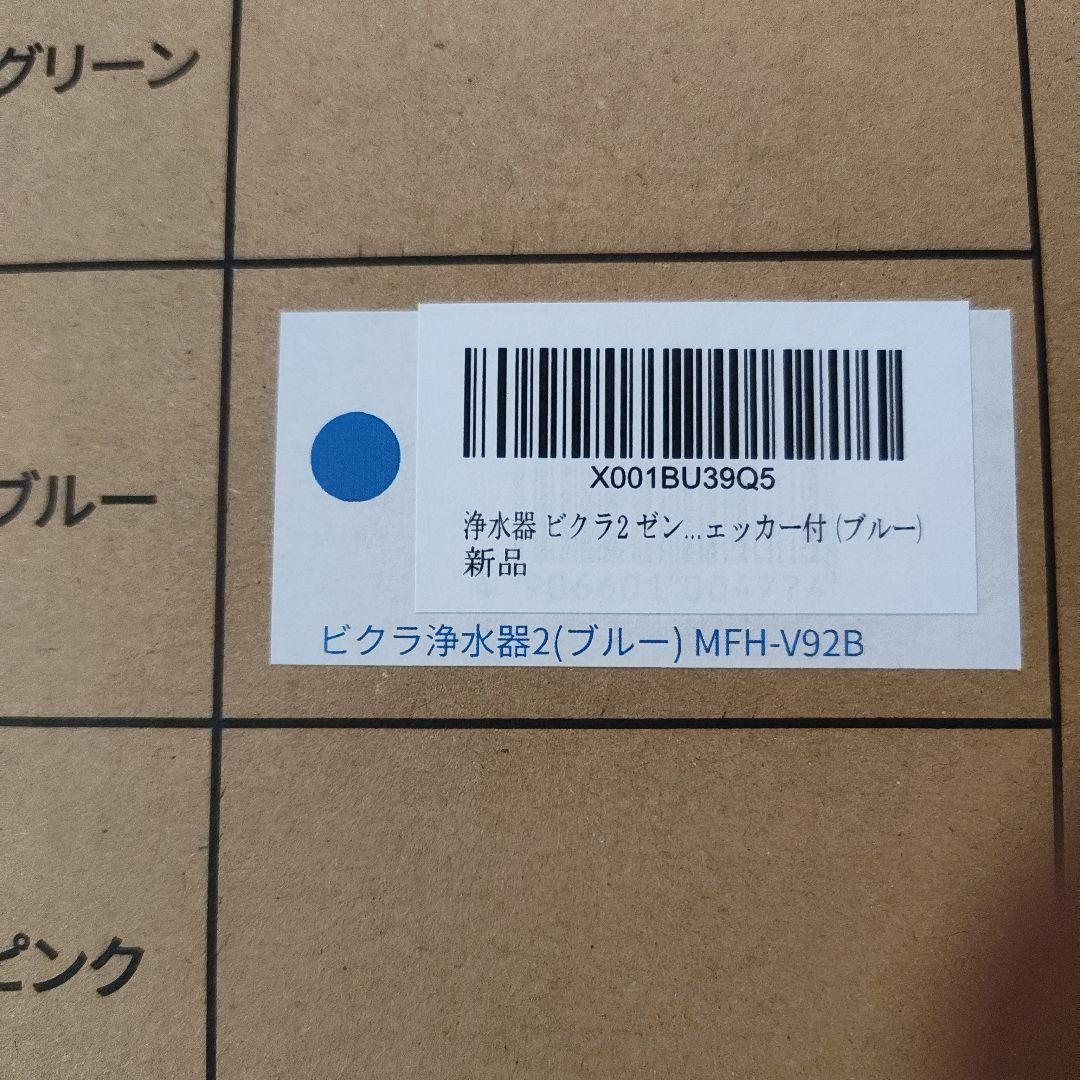 グリーン
ブルー
X001BU39Q5
浄水器 ビクラ2 ゼン...ェッカー付 (ブルー)
新品
ビクラ浄水器2(ブルー) MFH-V92B
ピンク